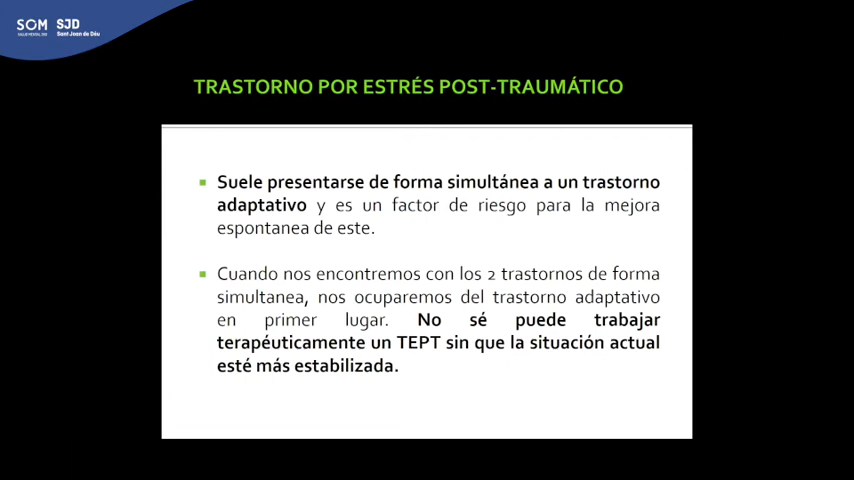 SOM
SALUD MENTAL 360
SJD
Sant Joan de Déu
TRASTORNO POR ESTRÉS POST-TRAUMÁTICO
Suele presentarse de forma simultánea a un trastorno
adaptativo y es un factor de riesgo para la mejora
espontanea de este.
Cuando nos encontremos con los 2 trastornos de forma
simultanea, nos ocuparemos del trastorno adaptativo
en primer lugar. No sé puede trabajar
terapéuticamente un TEPT sin que la situación actual
esté más estabilizada.